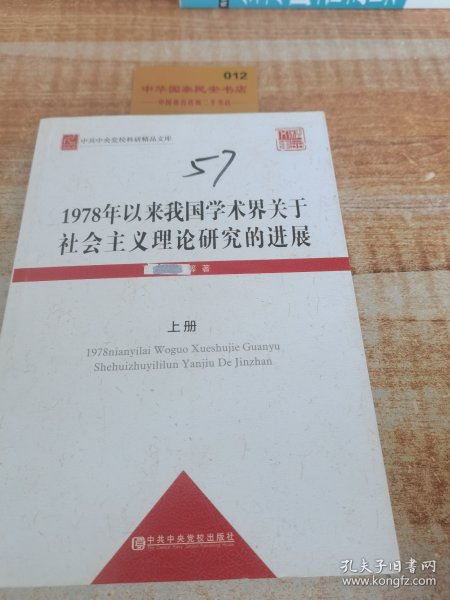 012
中华国泰民安书店
中共中央党校科研精品文库
57
1978年以来我国学术界关于
社会主义理论研究的进展
等 著
上册
1978nianyilai Woguo Xueshujie Guanyu
Shehuizhuyililun Yanjiu De Jinzhan
中共中央党校出版社
孔夫子旧书网
www.kongfz.com